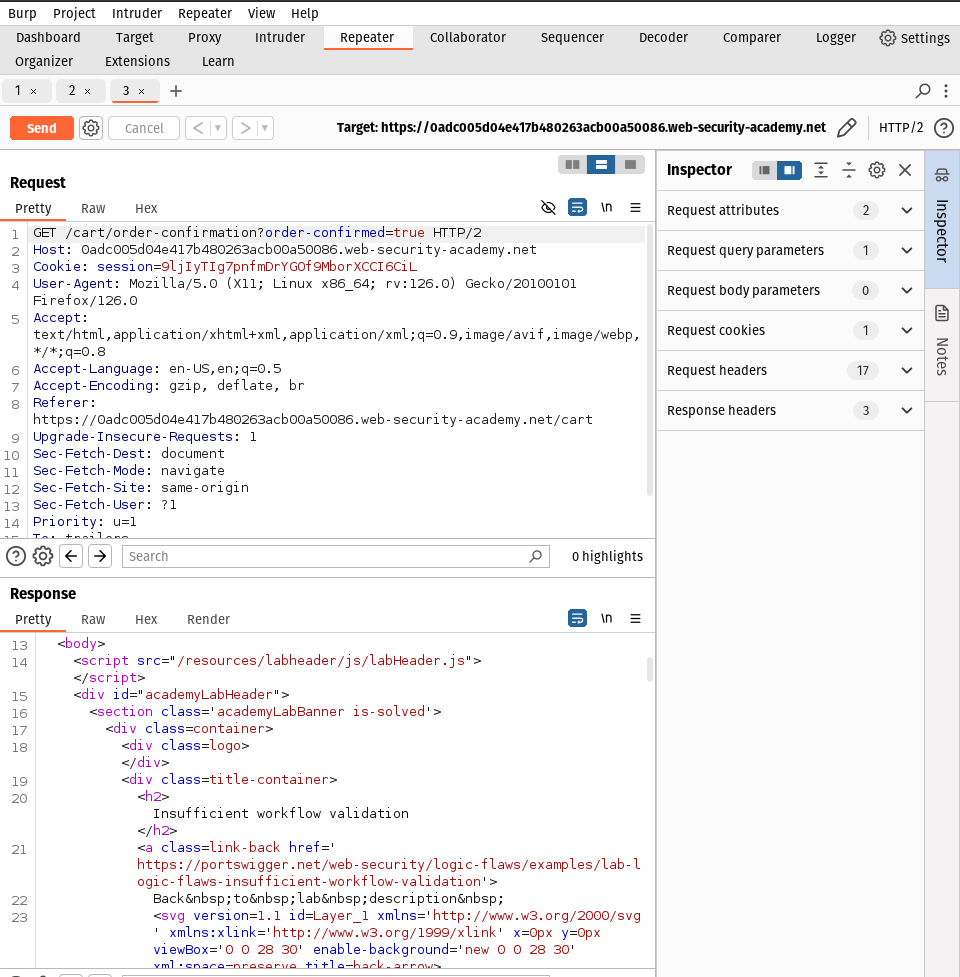 Burp Project Intruder Repeater View Help
Dashboard Target Proxy Intruder Repeater Collaborator Sequencer Decoder Comparer Logger Settings
Organizer Extensions Learn
1 × 2 × 3 × +
Send Cancel < > Target: https://0adc005d04e417b480263acb00a50086.web-security-academy.net HTTP/2 ?
Request
Pretty Raw Hex \n
1 GET /cart/order-confirmation?order-confirmed=true HTTP/2
2 Host: 0adc005d04e417b480263acb00a50086.web-security-academy.net
3 Cookie: session=9ljIyTIg7pnfmDrYGOf9MborXCCI6CiL
4 User-Agent: Mozilla/5.0 (X11; Linux x86_64; rv:126.0) Gecko/20100101
Firefox/126.0
5 Accept:
text/html,application/xhtml+xml,application/xml;q=0.9,image/avif,image/webp,
*/*;q=0.8
6 Accept-Language: en-US,en;q=0.5
7 Accept-Encoding: gzip, deflate, br
8 Referer:
https://0adc005d04e417b480263acb00a50086.web-security-academy.net/cart
9 Upgrade-Insecure-Requests: 1
10 Sec-Fetch-Dest: document
11 Sec-Fetch-Mode: navigate
12 Sec-Fetch-Site: same-origin
13 Sec-Fetch-User: ?1
14 Priority: u=1
15 Te: trailers
? Search 0 highlights
Response
Pretty Raw Hex Render \n
13 <body>
14 <script src="/resources/labheader/js/labHeader.js">
</script>
15 <div id="academyLabHeader">
16 <section class='academyLabBanner is-solved'>
17 <div class=container>
18 <div class=logo>
</div>
19 <div class=title-container>
20 <h2>
Insufficient workflow validation
</h2>
21 <a class=link-back href='
https://portswigger.net/web-security/logic-flaws/examples/lab-l
ogic-flaws-insufficient-workflow-validation'>
22 Back&nbsp;to&nbsp;lab&nbsp;description&nbsp;
23 <svg version=1.1 id=Layer_1 xmlns='http://www.w3.org/2000/svg
' xmlns:xlink='http://www.w3.org/1999/xlink' x=0px y=0px
viewBox='0 0 28 30' enable-background='new 0 0 28 30'
xml:space=preserve title=back-arrow>
Inspector
Request attributes 2
Request query parameters 1
Request body parameters 0
Request cookies 1
Request headers 17
Response headers 3
Inspector
Notes